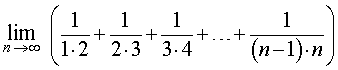 lim n→∞ ( 1/(1·2) + 1/(2·3) + 1/(3·4) + … + 1/((n−1)·n) )